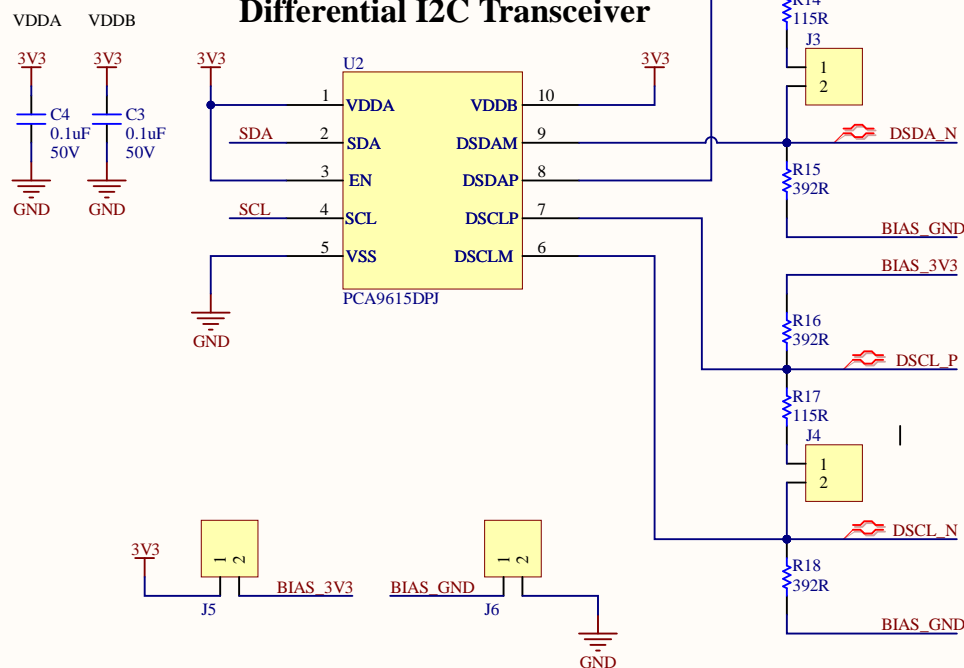 Differential I2C Transceiver
VDDA VDDB
3V3 3V3
C4 0.1uF 50V
C3 0.1uF 50V
GND GND
3V3
U2
3V3
1 VDDA VDDB 10
SDA 2 SDA DSDAM 9
3 EN DSDAP 8
SCL 4 SCL DSCLP 7
5 VSS DSCLM 6
PCA9615DPJ
GND
R14
115R
J3
1
2
DSDA_N
R15
392R
BIAS_GND
BIAS_3V3
R16
392R
DSCL_P
R17
115R
J4
1
2
DSCL_N
R18
392R
BIAS_GND
3V3
1 2
BIAS_3V3
J5
BIAS_GND
1 2
J6
GND